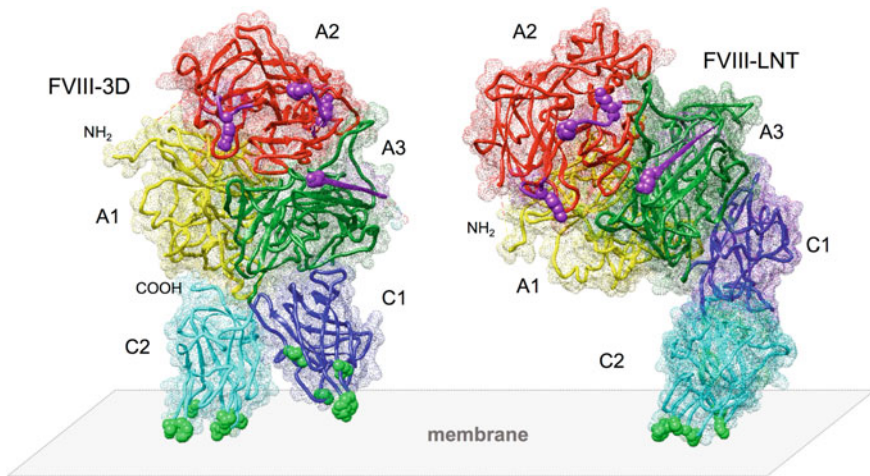 A2
FVIII-3D
NH2
A3
A1
COOH
C1
C2
A2
FVIII-LNT
A3
NH2
C1
A1
C2
membrane